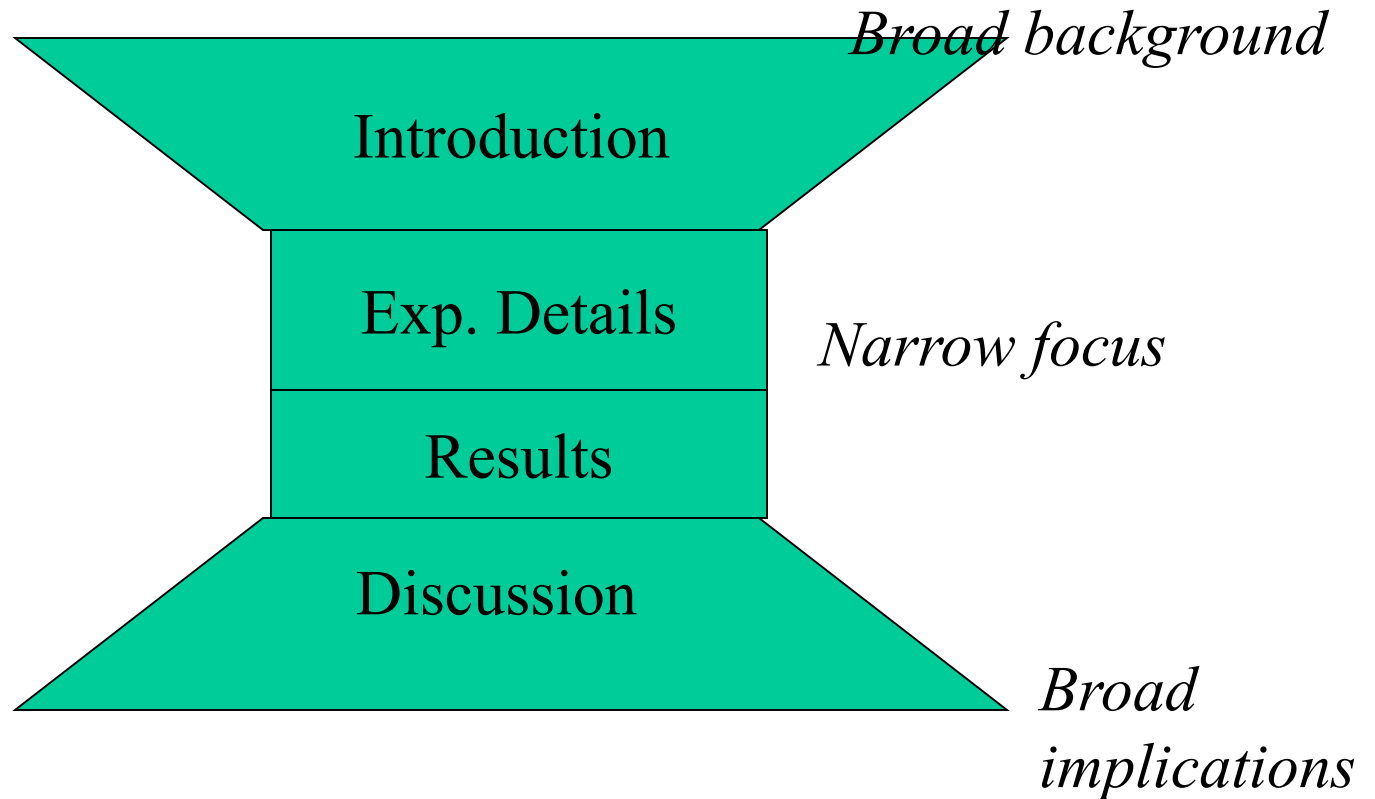 Broad background
Introduction
Exp. Details
Narrow focus
Results
Discussion
Broad
implications